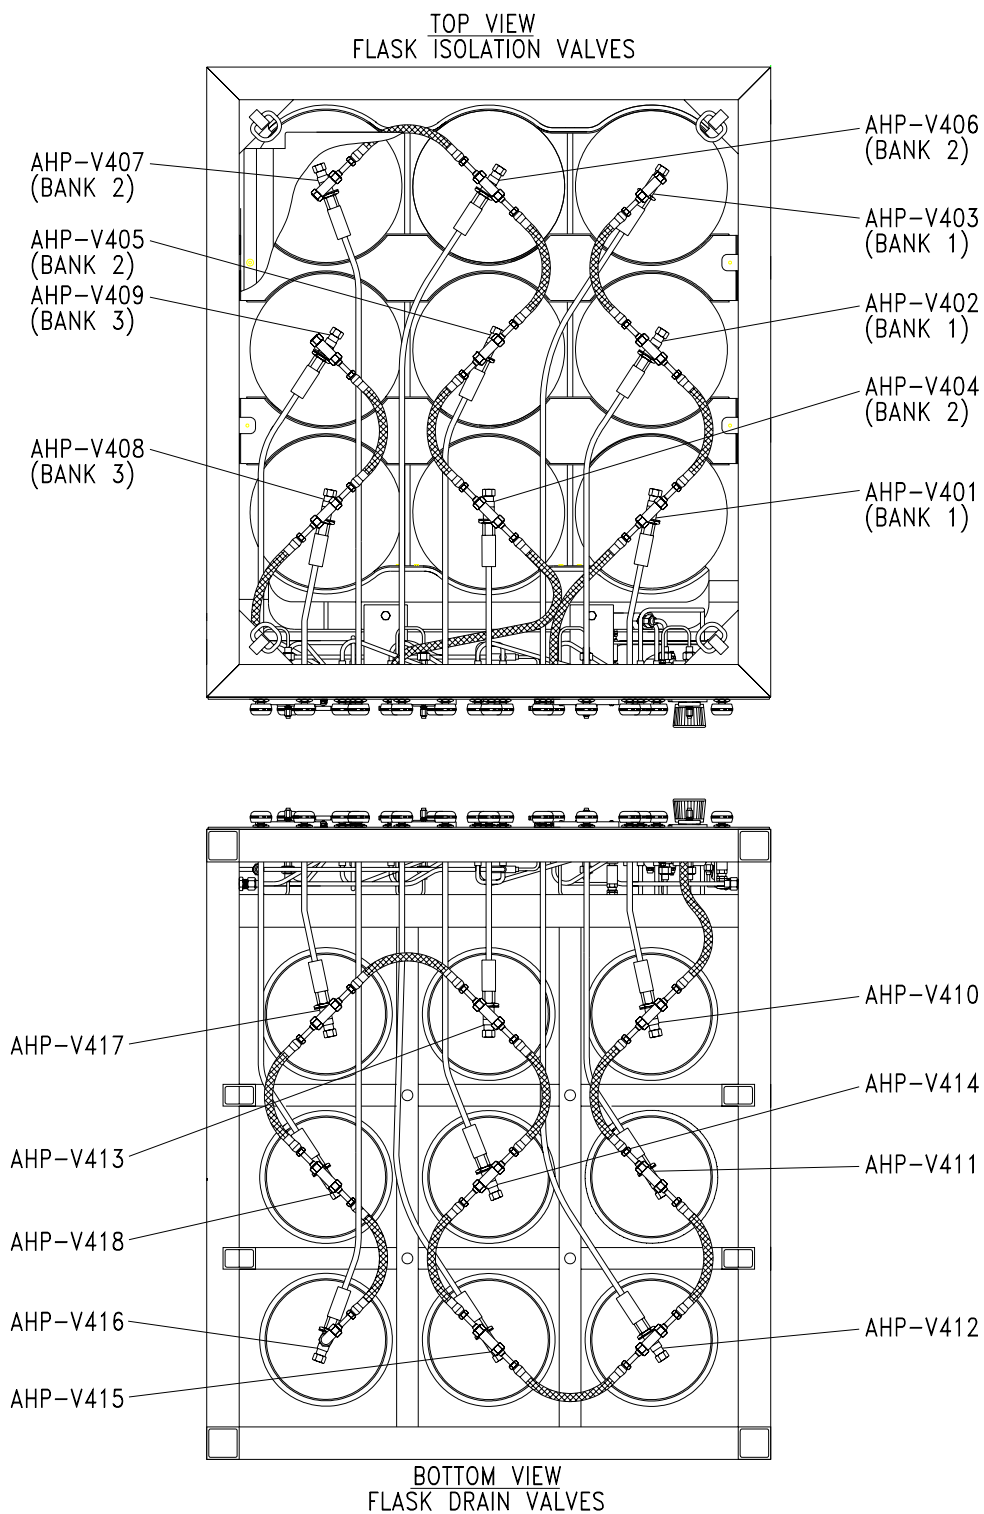 TOP VIEW
FLASK ISOLATION VALVES
AHP-V407
(BANK 2)
AHP-V405
(BANK 2)
AHP-V409
(BANK 3)
AHP-V408
(BANK 3)
AHP-V406
(BANK 2)
AHP-V403
(BANK 1)
AHP-V402
(BANK 1)
AHP-V404
(BANK 2)
AHP-V401
(BANK 1)
AHP-V417
AHP-V413
AHP-V418
AHP-V416
AHP-V415
AHP-V410
AHP-V414
AHP-V411
AHP-V412
BOTTOM VIEW
FLASK DRAIN VALVES